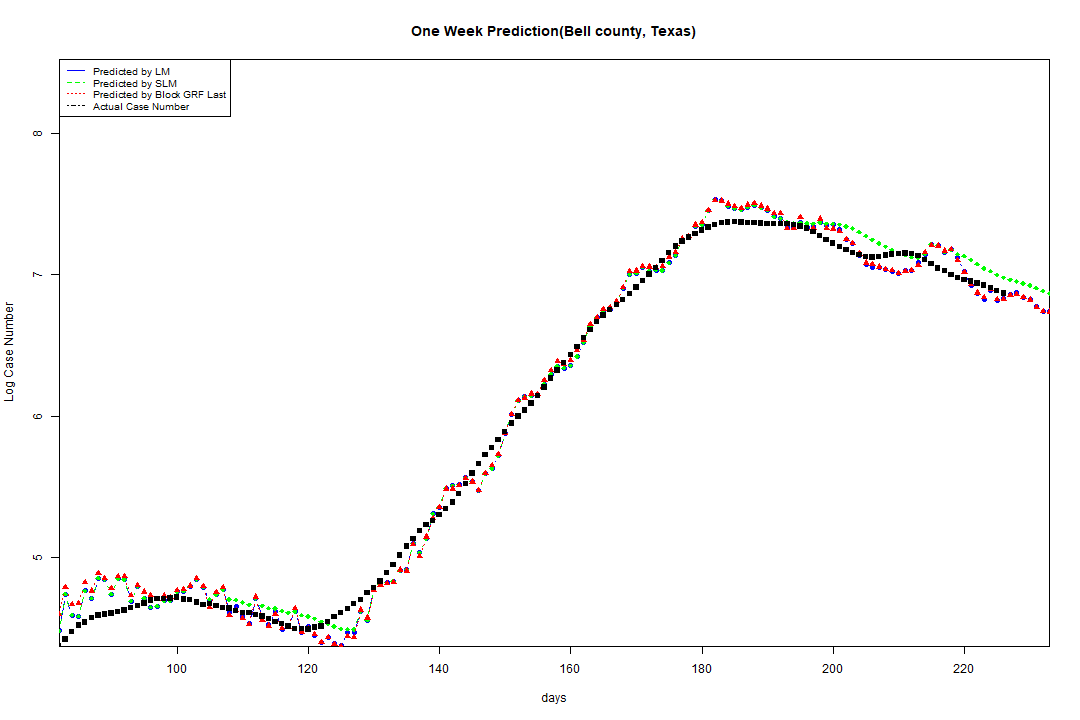 One Week Prediction(Bell county, Texas)
Predicted by LM
Predicted by SLM
Predicted by Block GRF Last
Actual Case Number
8
7
6
5
Log Case Number
100 120 140 160 180 200 220
days